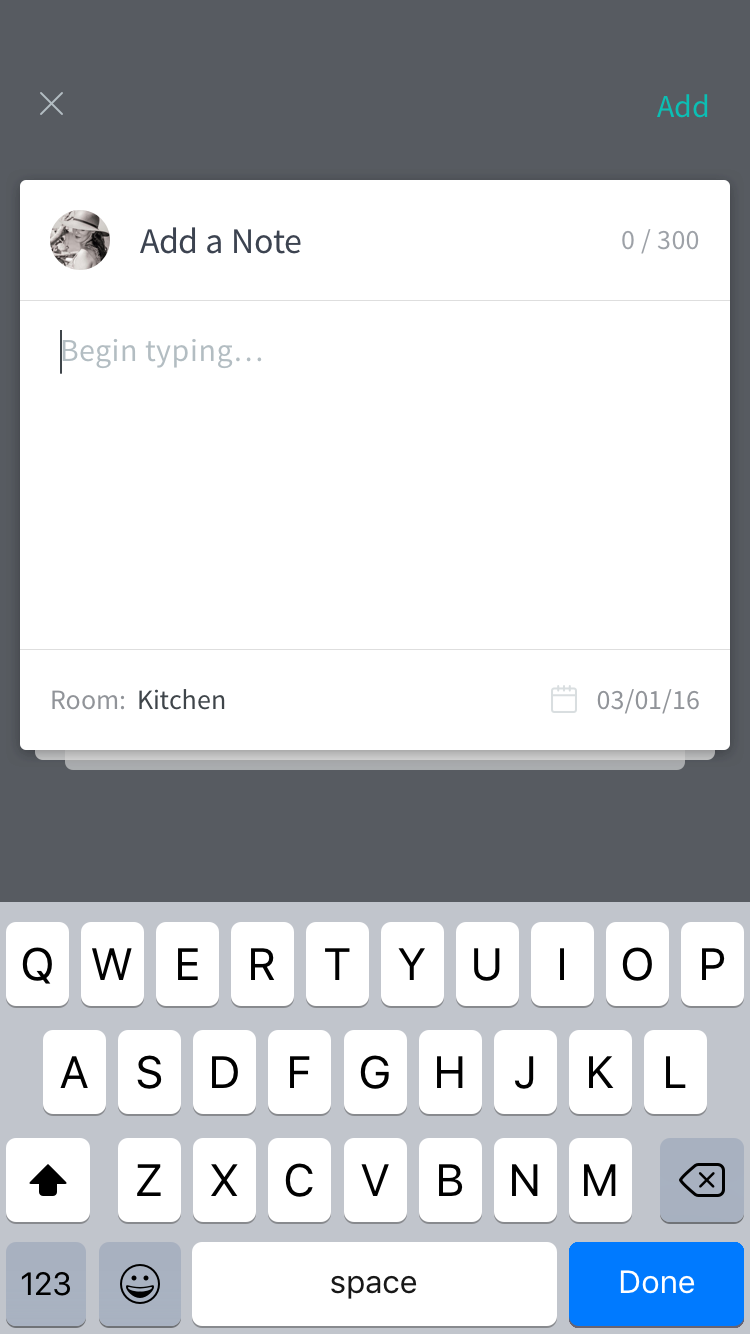 Add
Add a Note 0 / 300
Begin typing...
Room: Kitchen 03/01/16
Q W E R T Y U I O P
A S D F G H J K L
Z X C V B N M
123 space Done